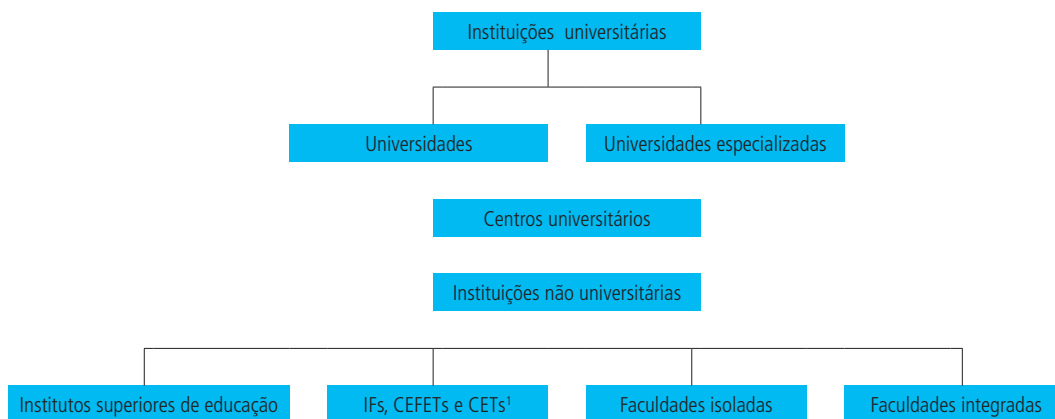 Instituições universitárias
Universidades
Universidades especializadas
Centros universitários
Instituições não universitárias
Institutos superiores de educação
IFs, CEFETs e CETs¹
Faculdades isoladas
Faculdades integradas